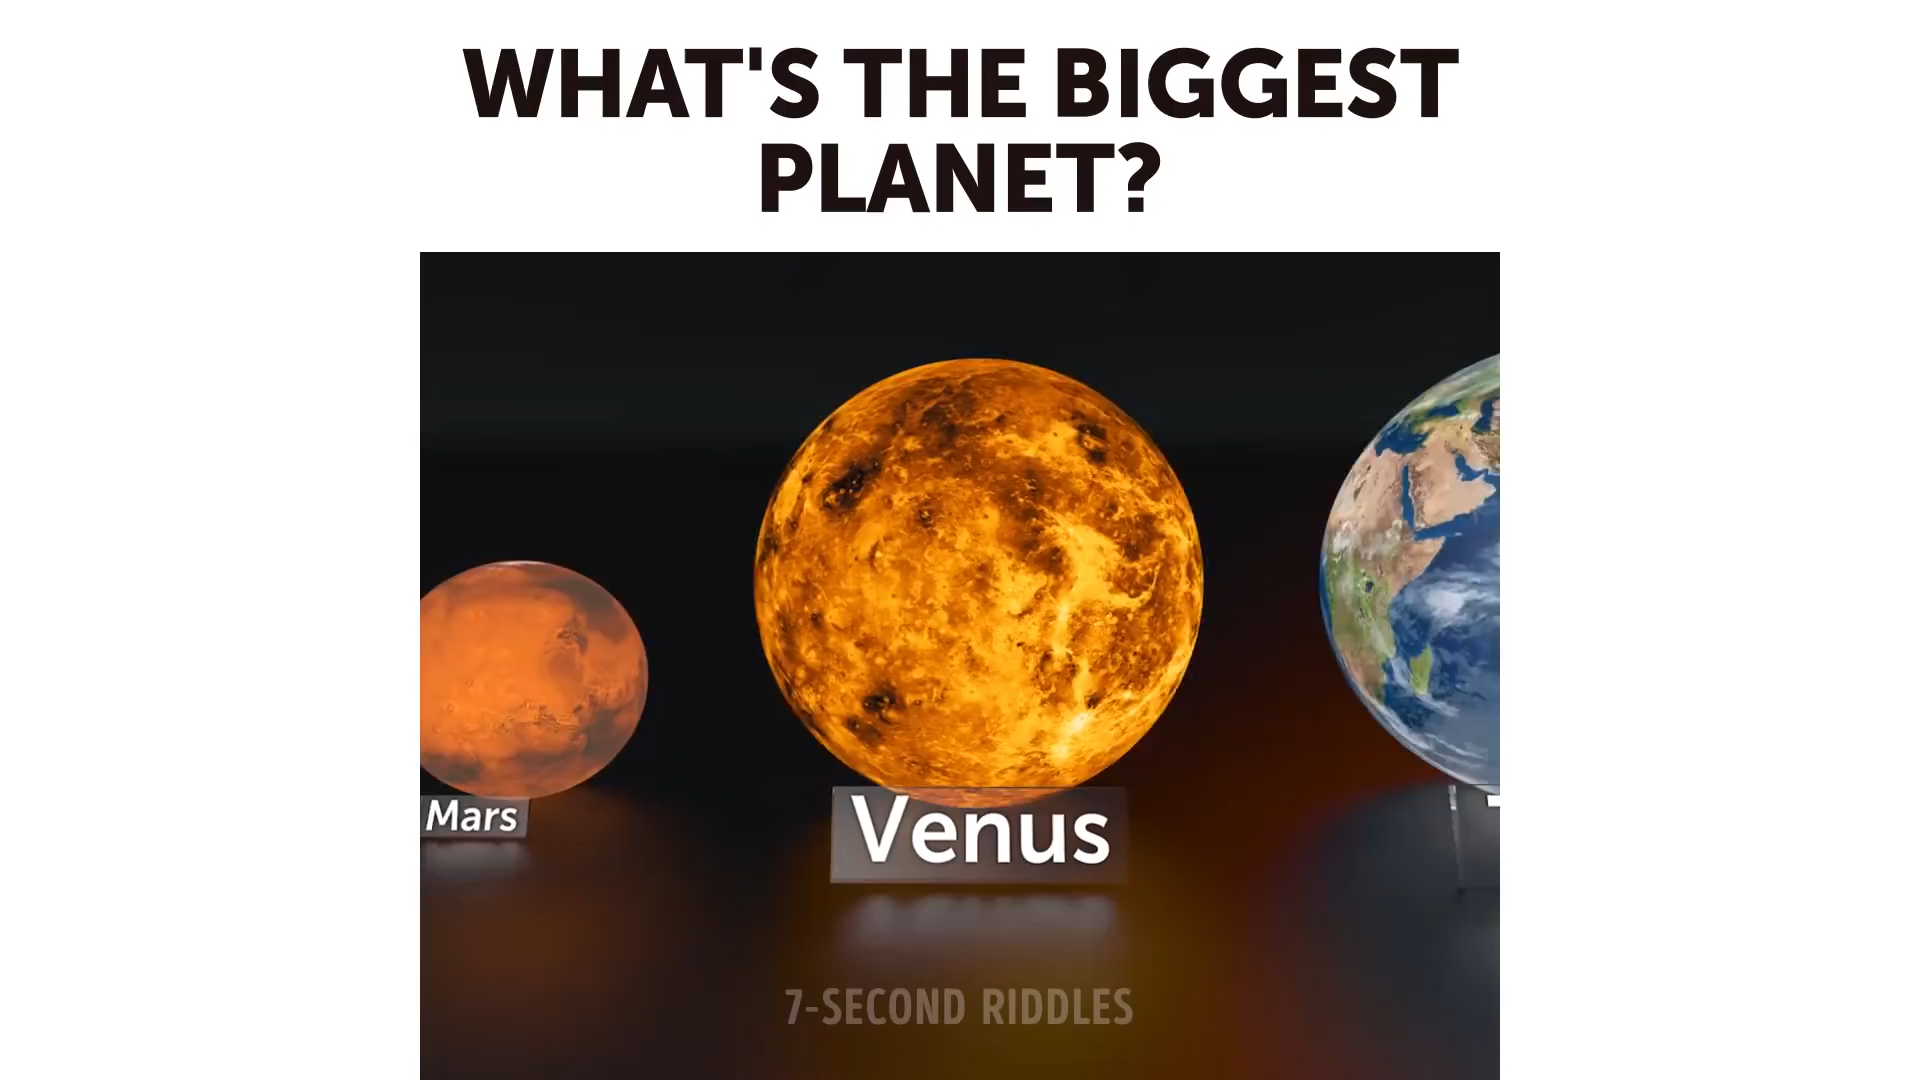 WHAT'S THE BIGGEST
PLANET?
Mars
Venus
7-SECOND RIDDLES